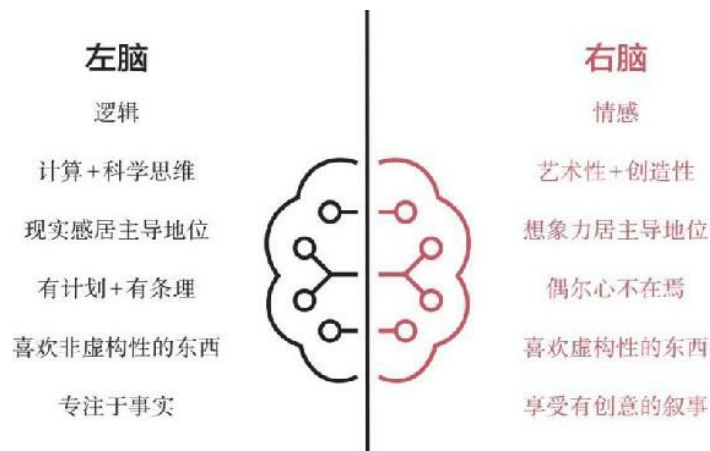 左脑
逻辑
计算+科学思维
现实感居主导地位
有计划+有条理
喜欢非虚构性的东西
专注于事实
右脑
情感
艺术性+创造性
想象力居主导地位
偶尔心不在焉
喜欢虚构性的东西
享受有创意的叙事